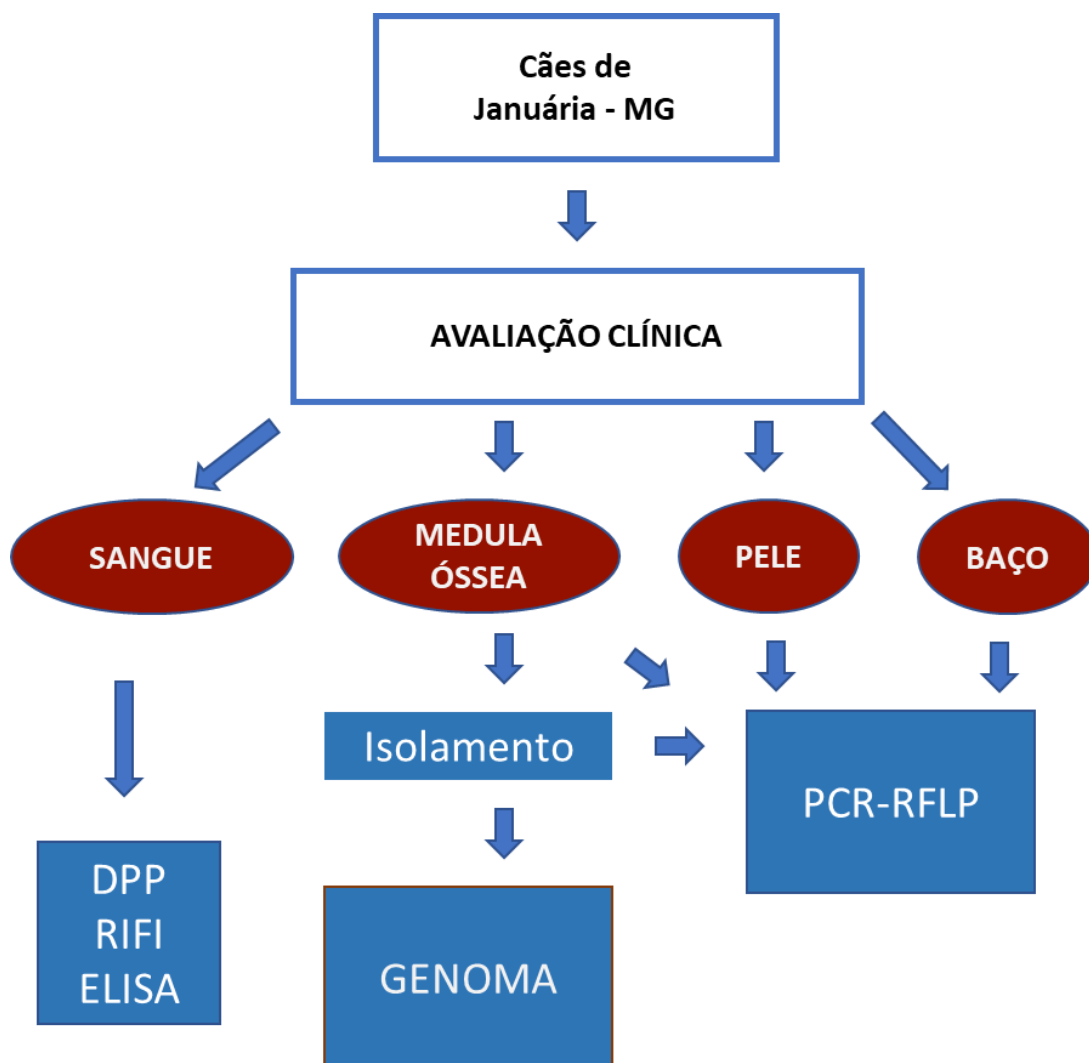 Cães de
Januária - MG
AVALIAÇÃO CLÍNICA
SANGUE
MEDULA
ÓSSEA
PELE
BAÇO
Isolamento
PCR-RFLP
DPP
RIFI
ELISA
GENOMA